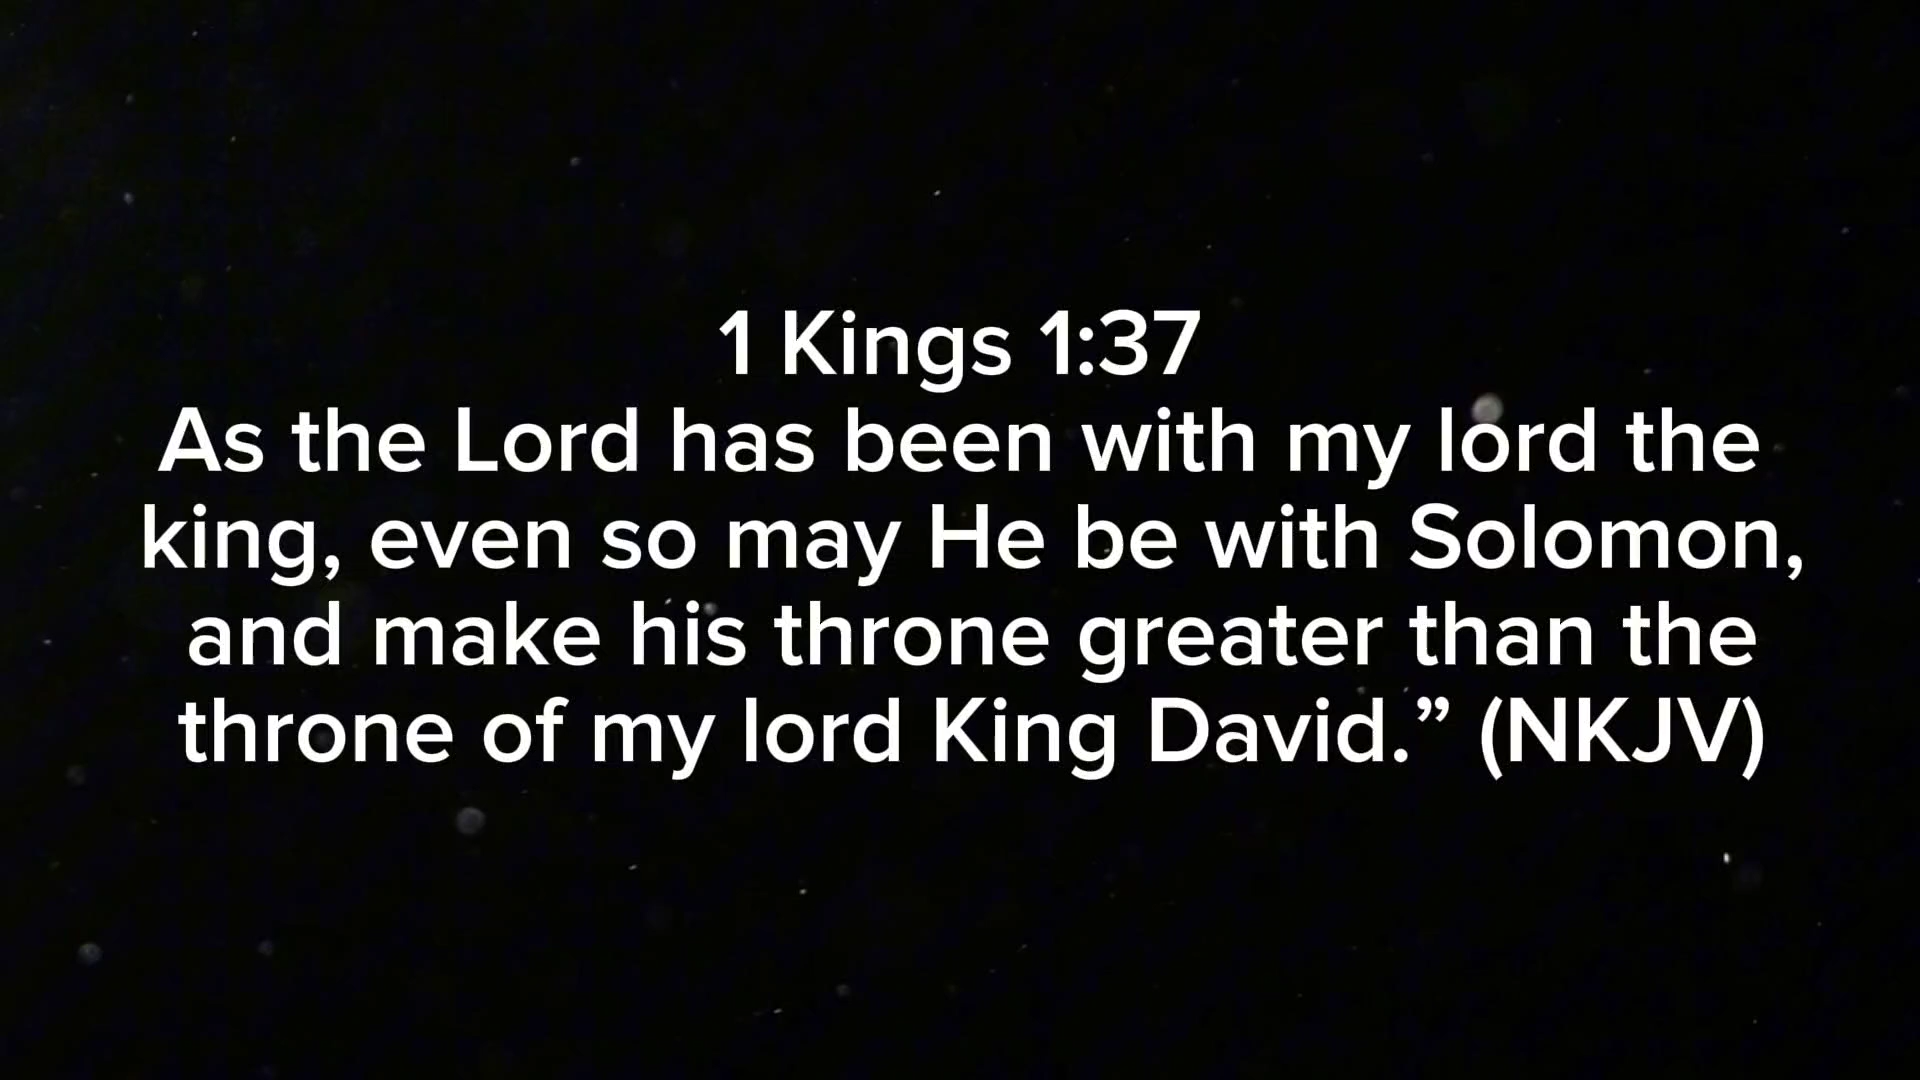 1 Kings 1:37
As the Lord has been with my lord the
king, even so may He be with Solomon,
and make his throne greater than the
throne of my lord King David.” (NKJV)